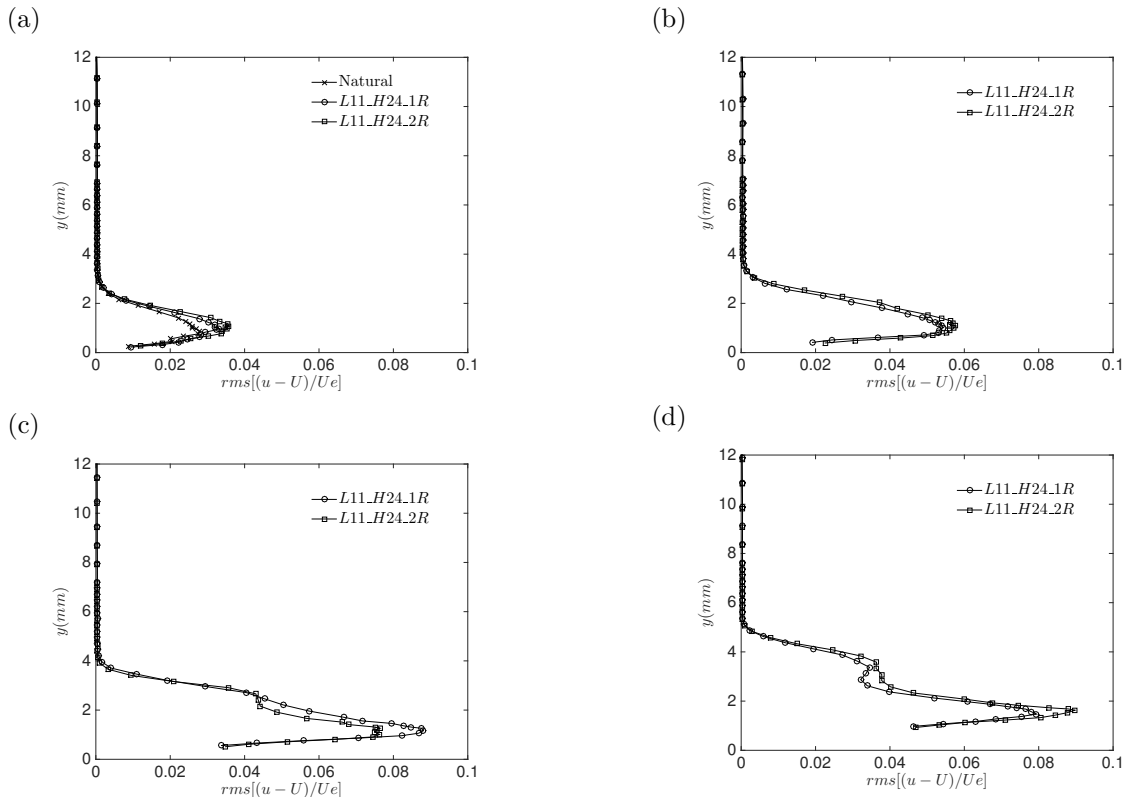 (a)
12
10
8
6
4
2
0
y(mm)
Natural
L11_H24_1R
L11_H24_2R
0 0.02 0.04 0.06 0.08 0.1
rms[(u − U)/Ue]
(b)
12
10
8
6
4
2
0
y(mm)
L11_H24_1R
L11_H24_2R
0 0.02 0.04 0.06 0.08 0.1
rms[(u − U)/Ue]
(c)
12
10
8
6
4
2
0
y(mm)
L11_H24_1R
L11_H24_2R
0 0.02 0.04 0.06 0.08 0.1
rms[(u − U)/Ue]
(d)
12
10
8
6
4
2
0
y(mm)
L11_H24_1R
L11_H24_2R
0 0.02 0.04 0.06 0.08 0.1
rms[(u − U)/Ue]